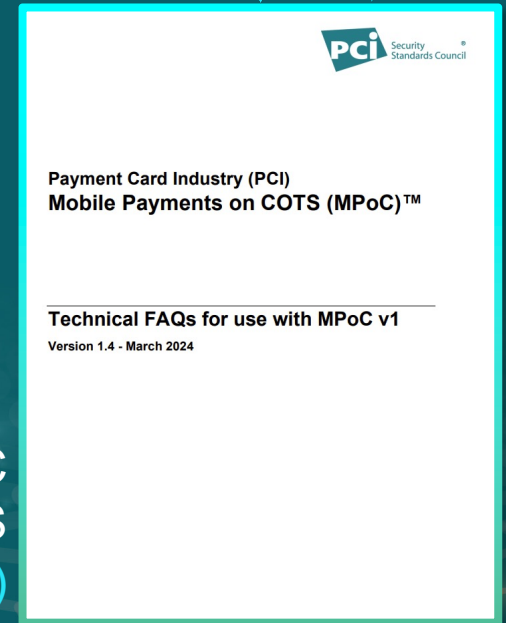 PCi Security
Standards Council ®
Payment Card Industry (PCI)
Mobile Payments on COTS (MPoC)™
Technical FAQs for use with MPoC v1
Version 1.4 - March 2024
C
S
)